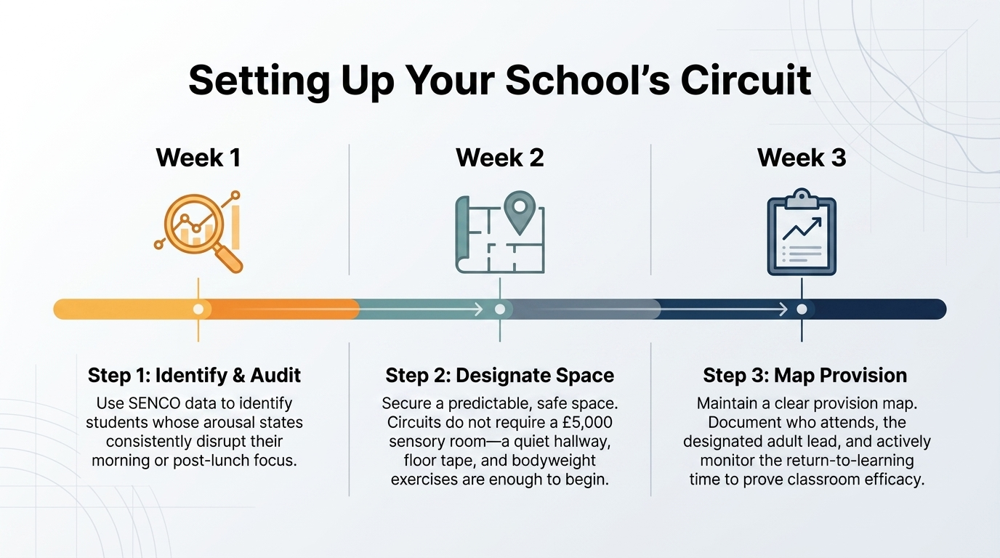 Setting Up Your School’s Circuit
Week 1
Week 2
Week 3
Step 1: Identify & Audit
Use SENCO data to identify
students whose arousal states
consistently disrupt their
morning or post-lunch focus.
Step 2: Designate Space
Secure a predictable, safe space.
Circuits do not require a £5,000
sensory room—a quiet hallway,
floor tape, and bodyweight
exercises are enough to begin.
Step 3: Map Provision
Maintain a clear provision map.
Document who attends, the
designated adult lead, and actively
monitor the return-to-learning
time to prove classroom efficacy.